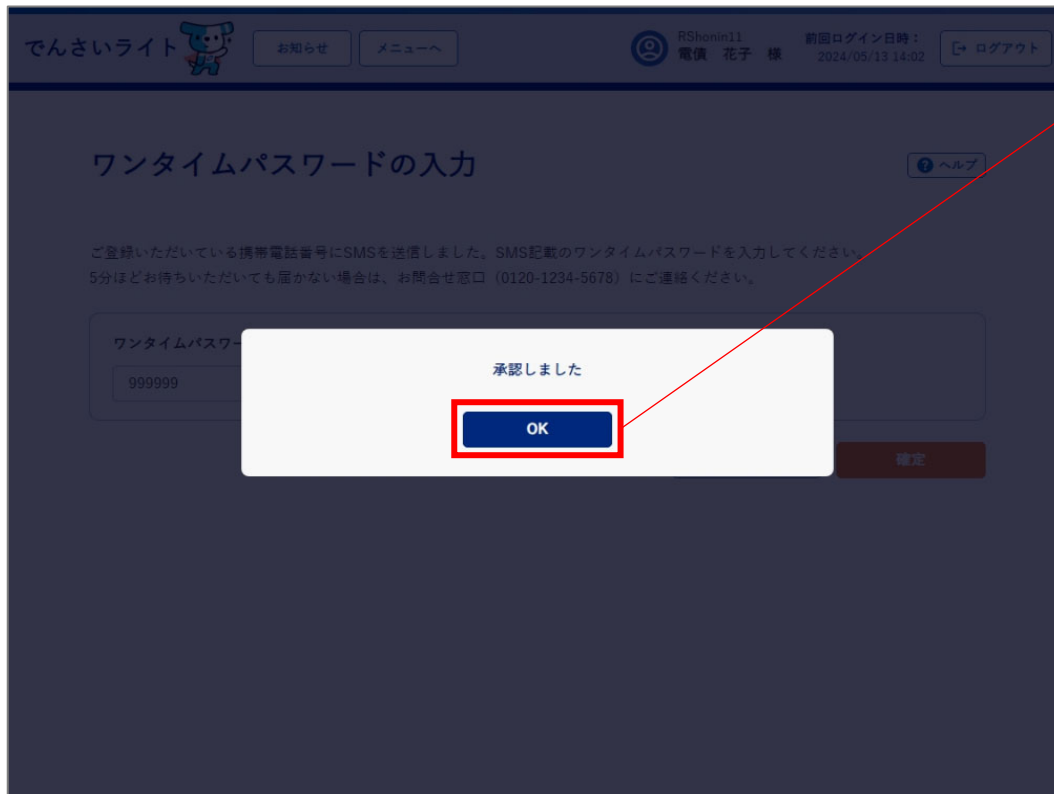 でんさいライト
お知らせ
メニューへ
RShonin11
電債 花子 様
前回ログイン日時：
2024/05/13 14:02
ログアウト
ワンタイムパスワードの入力
ヘルプ
ご登録いただいている携帯電話番号にSMSを送信しました。SMS記載のワンタイムパスワードを入力してください。
5分ほどお待ちいただいても届かない場合は、お問合せ窓口（0120-1234-5678）にご連絡ください。
ワンタイムパスワー
999999
承認しました
OK
確定